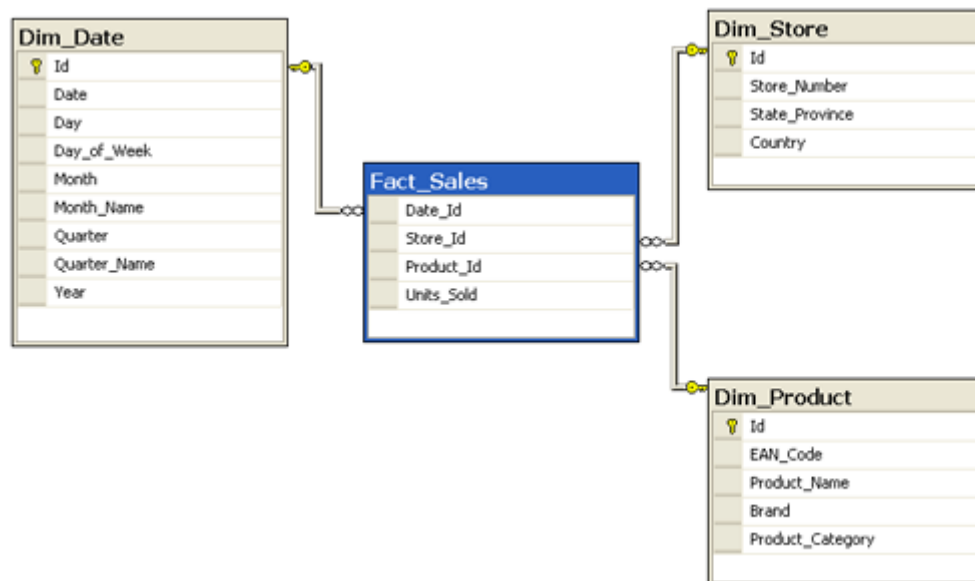 Dim_Date
Id
Date
Day
Day_of_Week
Month
Month_Name
Quarter
Quarter_Name
Year
Fact_Sales
Date_Id
Store_Id
Product_Id
Units_Sold
Dim_Store
Id
Store_Number
State_Province
Country
Dim_Product
Id
EAN_Code
Product_Name
Brand
Product_Category